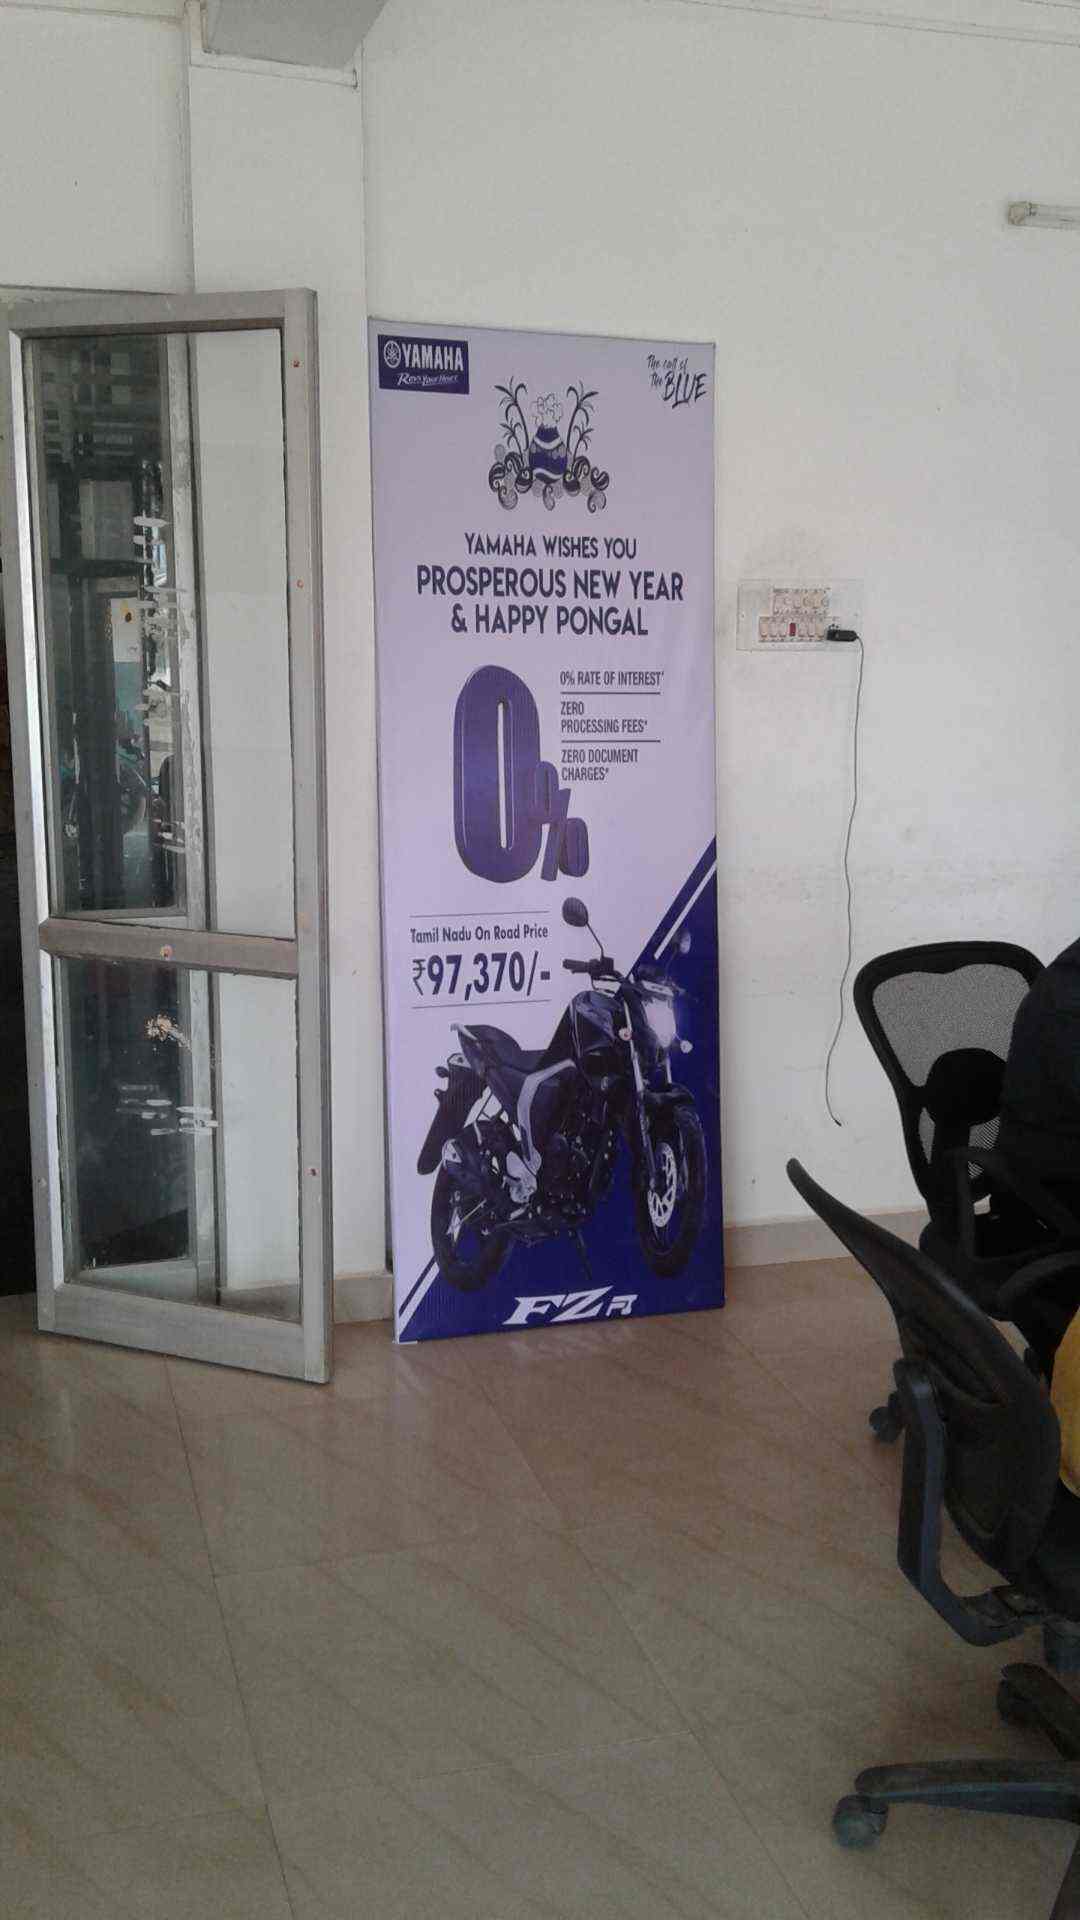 YAMAHA
Revs Your Heart
The call of
The BLUE
YAMAHA WISHES YOU
PROSPEROUS NEW YEAR
& HAPPY PONGAL
0%
0% RATE OF INTEREST*
ZERO
PROCESSING FEES*
ZERO DOCUMENT
CHARGES*
Tamil Nadu On Road Price
₹97,370/-
FZ FI